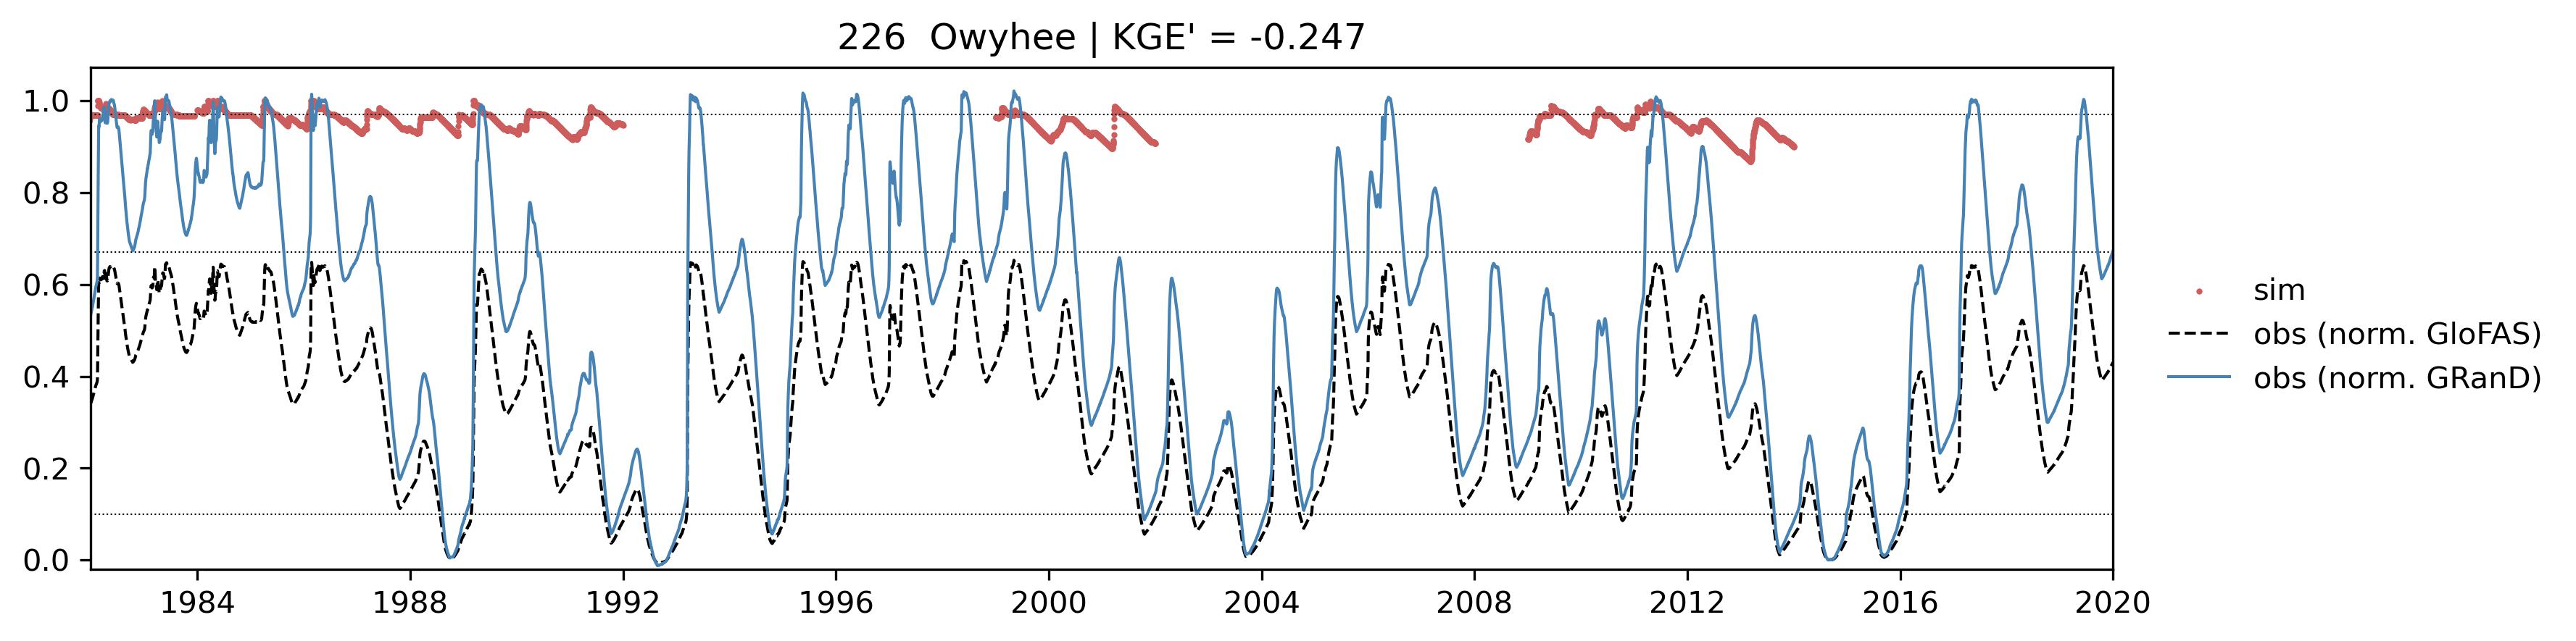 226  Owyhee | KGE' = -0.247
1.0
0.8
0.6
0.4
0.2
0.0
1984 1988 1992 1996 2000 2004 2008 2012 2016 2020
sim
obs (norm. GloFAS)
obs (norm. GRanD)